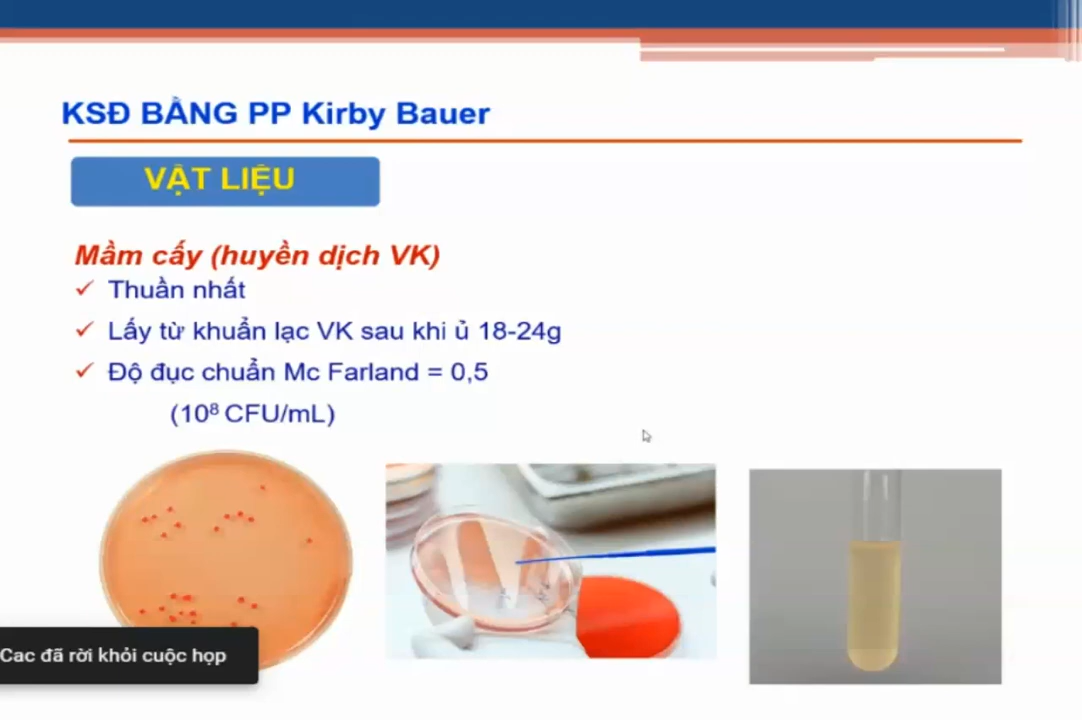 KSĐ BẰNG PP Kirby Bauer
VẬT LIỆU
Mầm cấy (huyền dịch VK)
Thuần nhất
Lấy từ khuẩn lạc VK sau khi ủ 18-24g
Độ đục chuẩn Mc Farland = 0,5
(10⁸ CFU/mL)
Cac đã rời khỏi cuộc họp